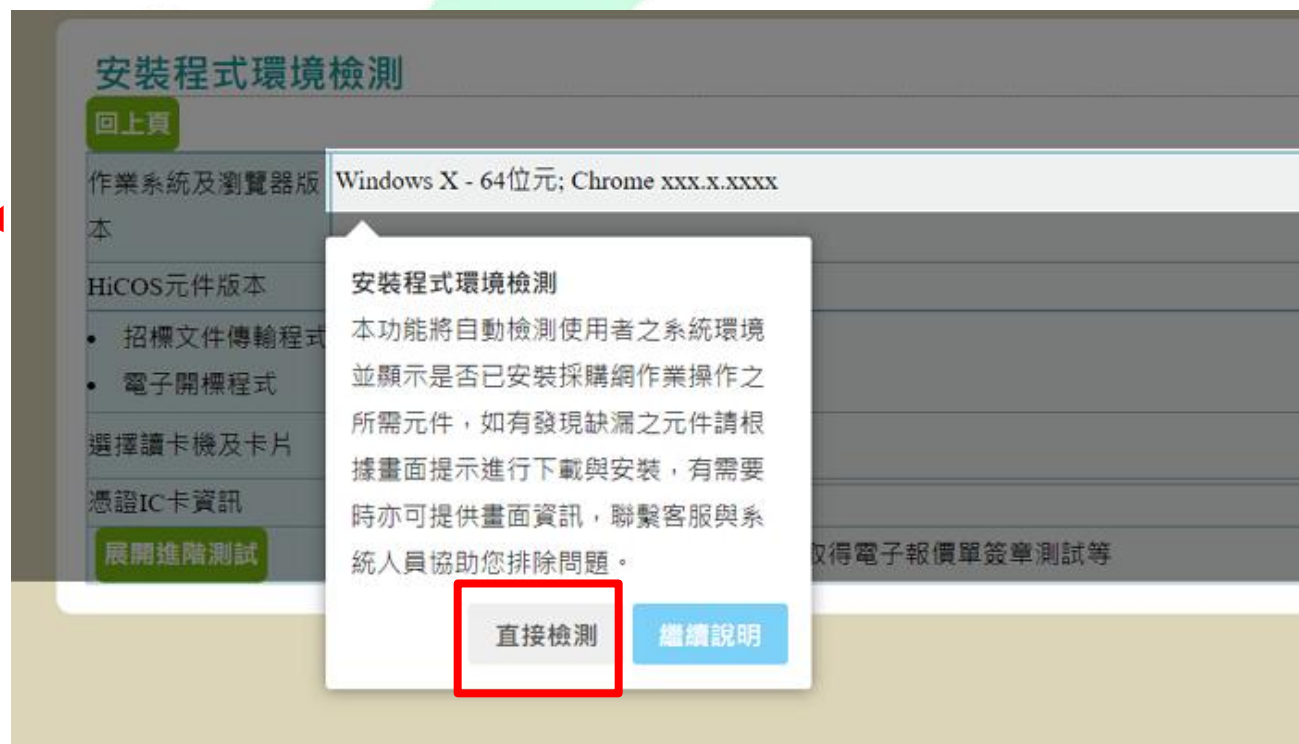 安裝程式環境檢測
回上頁
作業系統及瀏覽器版
本
Windows X - 64位元; Chrome xxx.x.xxxx
HiCOS元件版本
• 招標文件傳輸程式
• 電子開標程式
選擇讀卡機及卡片
憑證IC卡資訊
展開進階測試
取得電子報價單簽章測試等
安裝程式環境檢測
本功能將自動檢測使用者之系統環境
並顯示是否已安裝採購網作業操作之
所需元件，如有發現缺漏之元件請根
據畫面提示進行下載與安裝，有需要
時亦可提供畫面資訊，聯繫客服與系
統人員協助您排除問題。
直接檢測
繼續說明